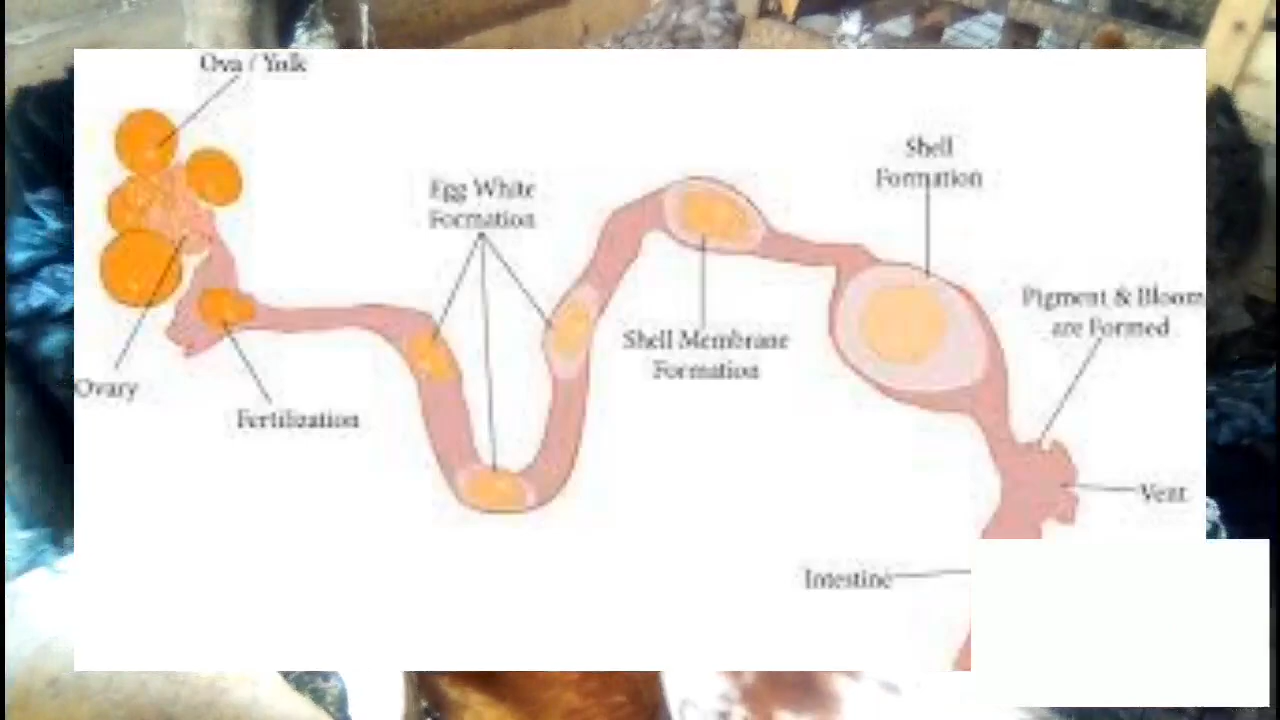 Ova / Yolk
Shell
Formation
Egg White
Formation
Pigment & Bloom
are Formed
Shell Membrane
Formation
Ovary
Fertilization
Vent
Intestine